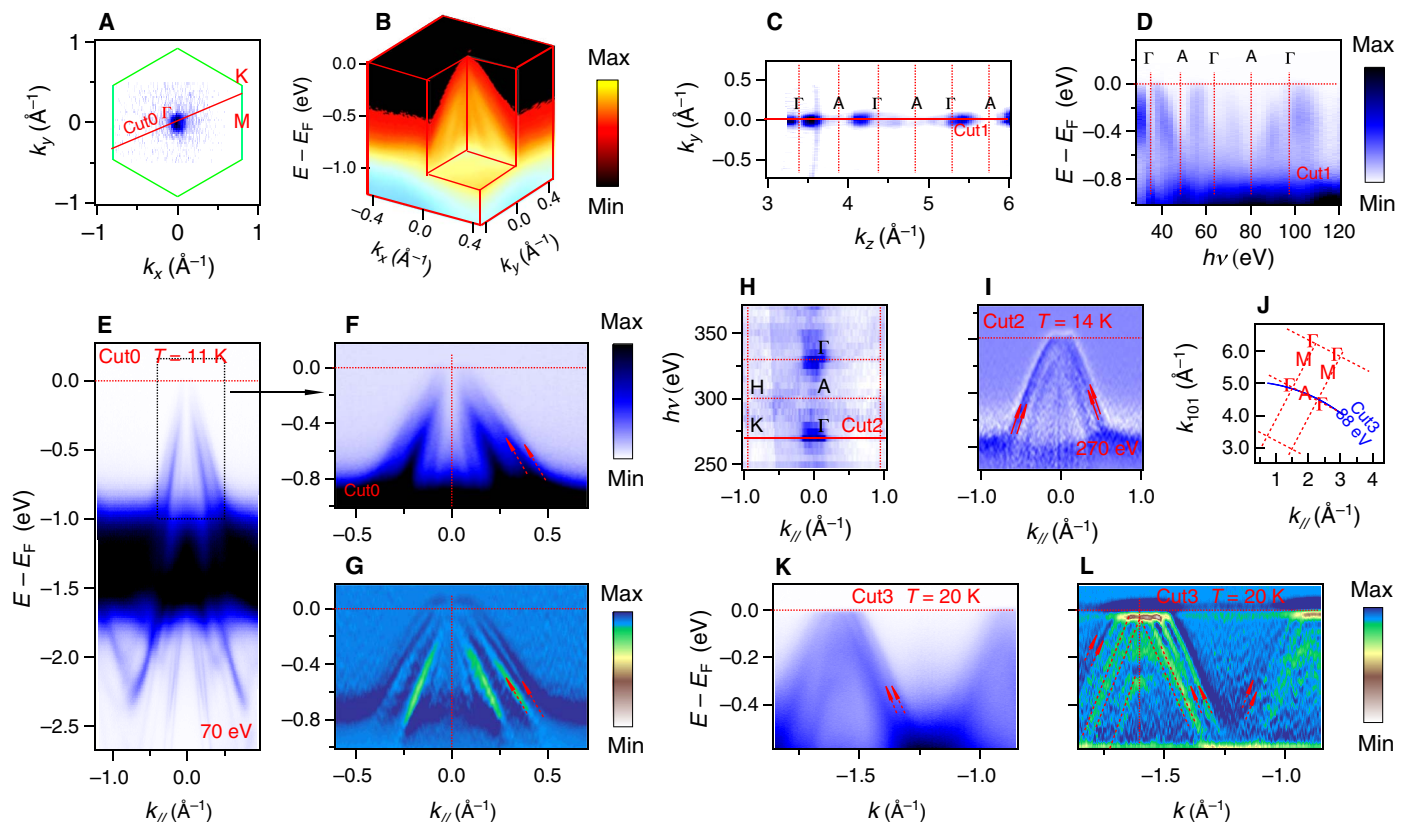 A
1
0
−1
k_y (Å⁻¹)
K
Γ
M
Cut0
−1
0
1
k_x (Å⁻¹)
B
0.0
−0.5
−1.0
E − E_F (eV)
−0.4
0.0
0.4
k_x (Å⁻¹)
−0.4
0.0
0.4
k_y (Å⁻¹)
Max
Min
C
0.5
0.0
−0.5
k_y (Å⁻¹)
Γ A Γ A Γ A
Cut1
3 4 5 6
k_z (Å⁻¹)
D
Γ A Γ A Γ
0.0
−0.4
−0.8
E − E_F (eV)
Cut1
40 60 80 100 120
hν (eV)
Max
Min
E
Cut0 T = 11 K
0.0
−0.5
−1.0
−1.5
−2.0
−2.5
E − E_F (eV)
70 eV
−1.0 0.0
k_// (Å⁻¹)
F
0.0
−0.4
−0.8
Cut0
−0.5 0.0 0.5
Max
Min
G
0.0
−0.4
−0.8
−0.5 0.0 0.5
k_// (Å⁻¹)
Max
Min
H
350
300
250
hν (eV)
Γ
H A
K Γ Cut2
−1.0 0.0 1.0
k_// (Å⁻¹)
I
Cut2 T = 14 K
270 eV
−1.0 0.0 1.0
k_// (Å⁻¹)
J
6.0
5.0
4.0
3.0
k₁₀₁ (Å⁻¹)
Γ
M Γ
Γ M
A
Γ
Cut3
88 eV
1 2 3 4
k_// (Å⁻¹)
K
Cut3 T = 20 K
0.0
−0.2
−0.4
E − E_F (eV)
−1.5 −1.0
k (Å⁻¹)
L
Cut3 T = 20 K
−1.5 −1.0
k (Å⁻¹)
Max
Min